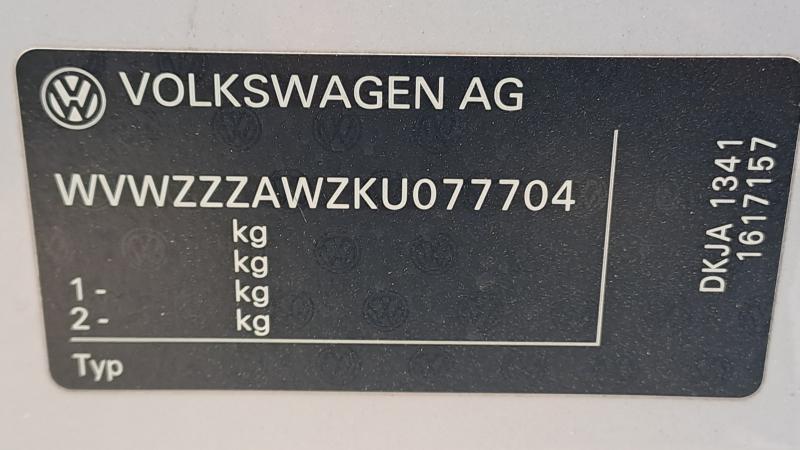 VOLKSWAGEN AG
WVWZZZAWZKU077704
kg
kg
1- kg
2- kg
Typ
DKJA 1341
1617157